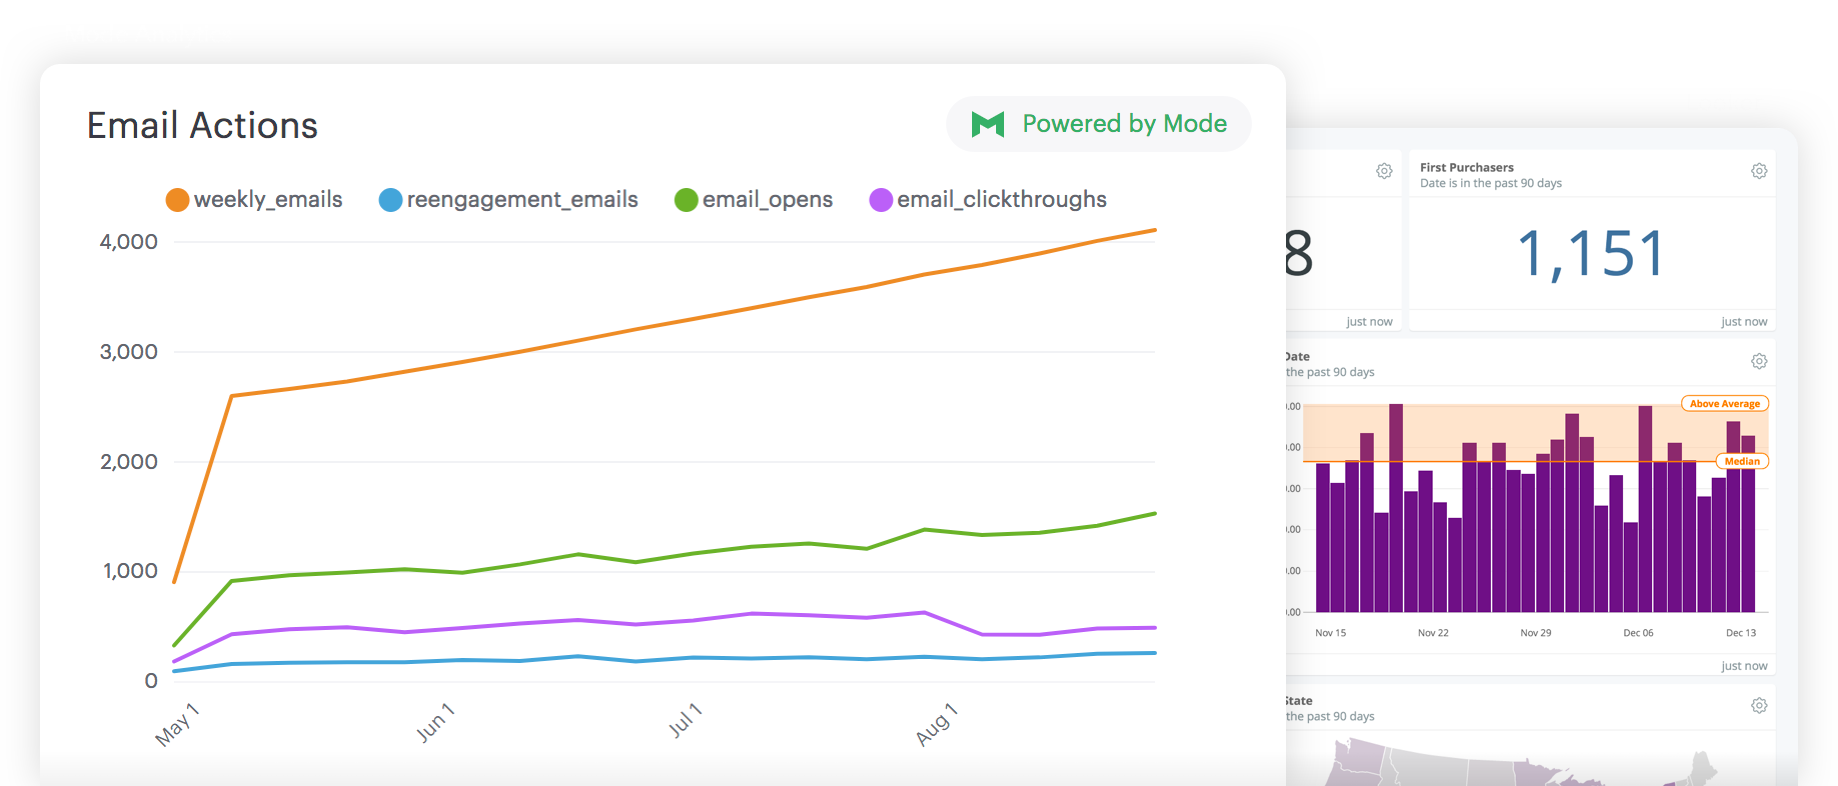 Email Actions
Powered by Mode
weekly_emails
reengagement_emails
email_opens
email_clickthroughs
4,000
3,000
2,000
1,000
0
May 1
Jun 1
Jul 1
Aug 1
8
just now
First Purchasers
Date is in the past 90 days
1,151
just now
Date
the past 90 days
Above Average
Median
.00
.00
.00
.00
.00
.00
Nov 15
Nov 22
Nov 29
Dec 06
Dec 13
just now
State
the past 90 days